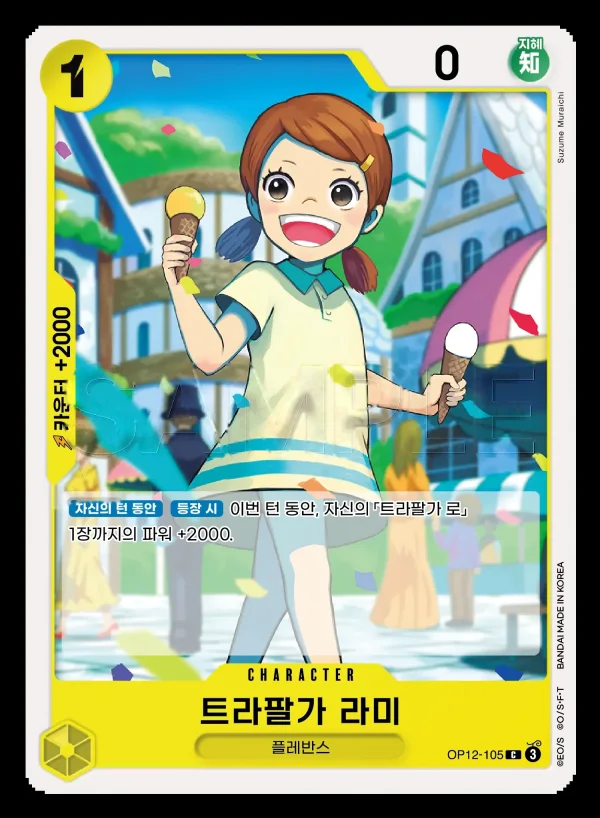 1
0
지혜
知
Suzume Muraichi
카운터 +2000
SAMPLE
자신의 턴 동안 등장 시 이번 턴 동안, 자신의 「트라팔가 로」
1장까지의 파워 +2000.
BANDAI MADE IN KOREA
©EO/S ©O/S・F・T
CHARACTER
트라팔가 라미
플레반스
OP12-105 C 3